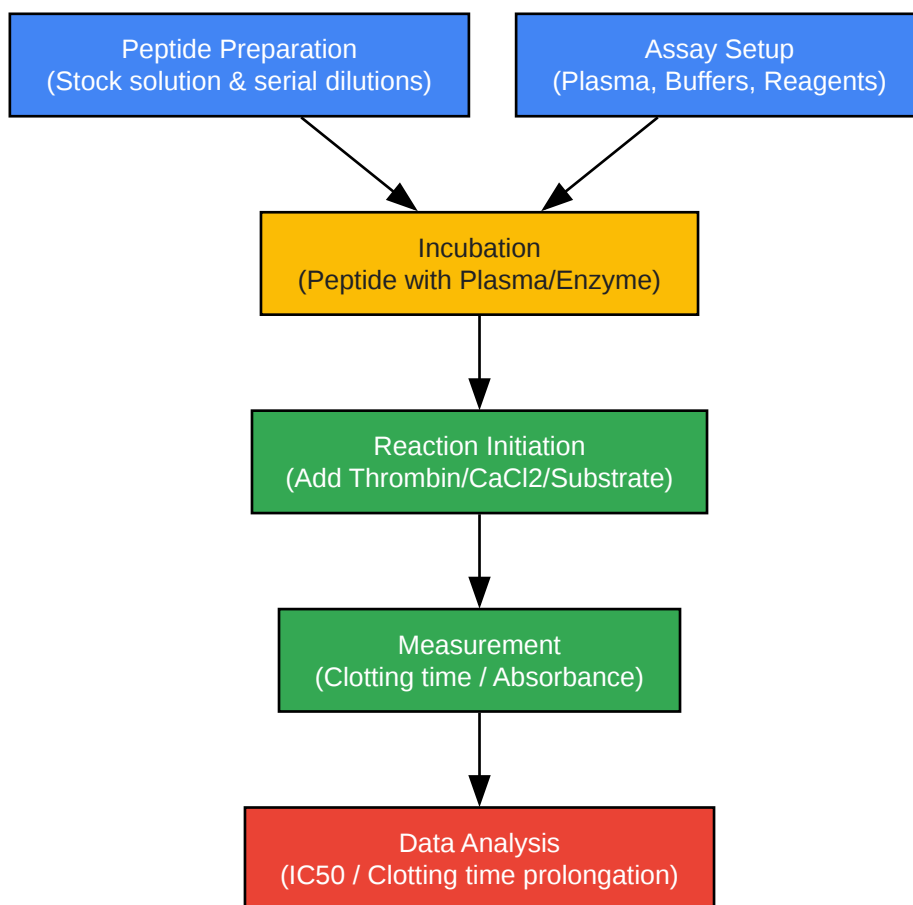 Peptide Preparation
(Stock solution & serial dilutions)
Assay Setup
(Plasma, Buffers, Reagents)
Incubation
(Peptide with Plasma/Enzyme)
Reaction Initiation
(Add Thrombin/CaCl2/Substrate)
Measurement
(Clotting time / Absorbance)
Data Analysis
(IC50 / Clotting time prolongation)